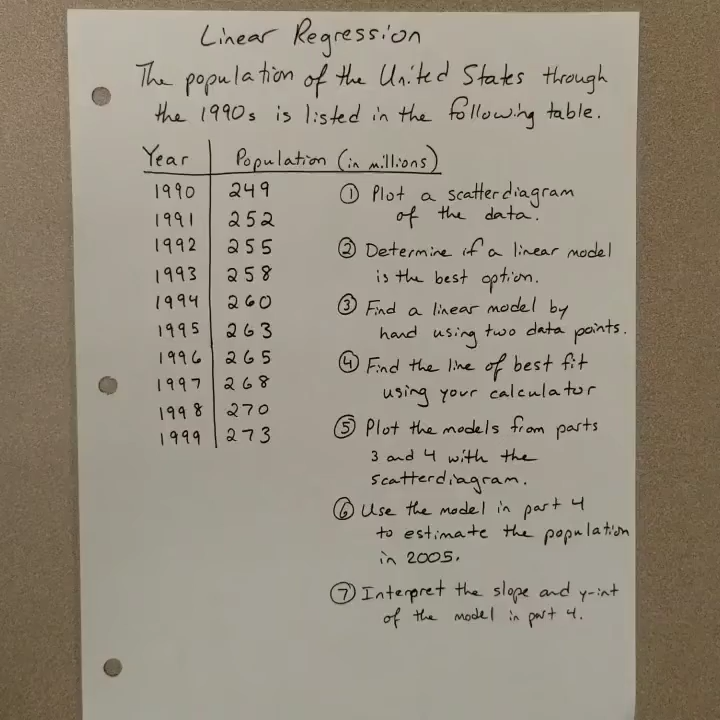 Linear Regression
The population of the United States through
the 1990s is listed in the following table.
Year Population (in millions)
1990 249
1991 252
1992 255
1993 258
1994 260
1995 263
1996 265
1997 268
1998 270
1999 273
① Plot a scatterdiagram
of the data.
② Determine if a linear model
is the best option.
③ Find a linear model by
hand using two data points.
④ Find the line of best fit
using your calculator
⑤ Plot the models from parts
3 and 4 with the
scatterdiagram.
⑥ Use the model in part 4
to estimate the population
in 2005.
⑦ Interpret the slope and y-int
of the model in part 4.